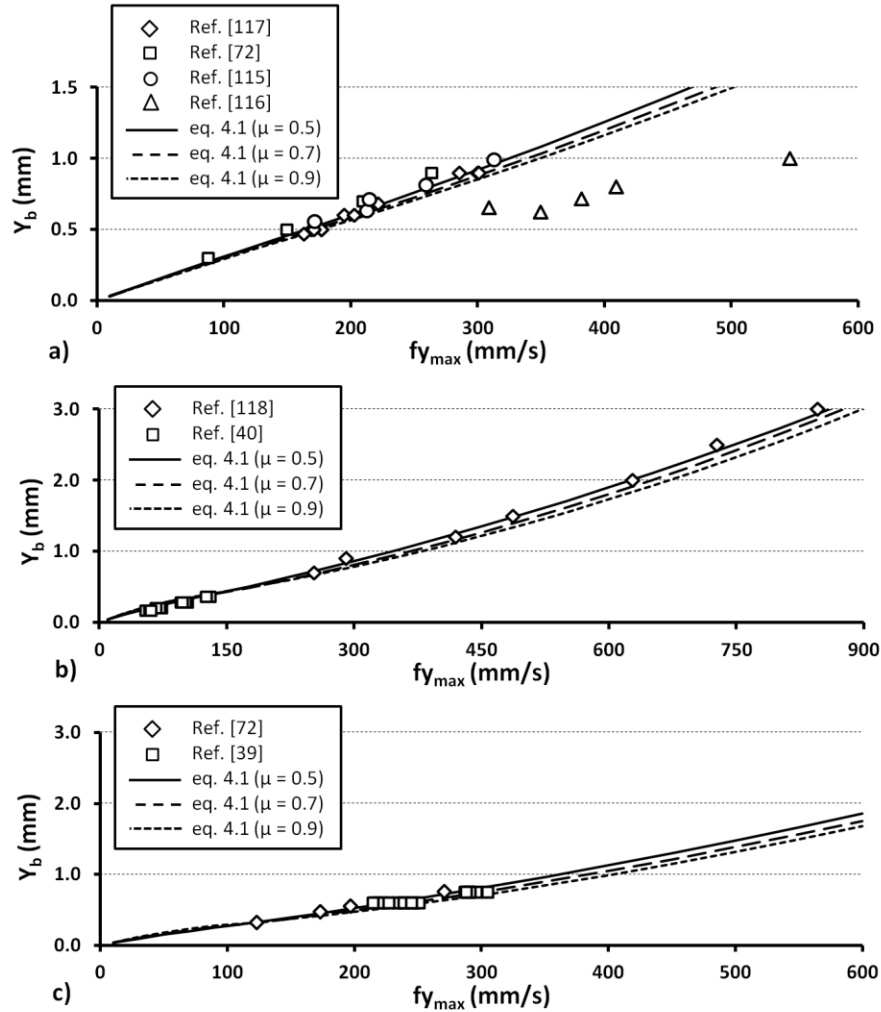 Ref. [117]
Ref. [72]
Ref. [115]
Ref. [116]
eq. 4.1 (μ = 0.5)
eq. 4.1 (μ = 0.7)
eq. 4.1 (μ = 0.9)
Y_b (mm)
1.5
1.0
0.5
0.0
0 100 200 300 400 500 600
a) fy_max (mm/s)
Ref. [118]
Ref. [40]
eq. 4.1 (μ = 0.5)
eq. 4.1 (μ = 0.7)
eq. 4.1 (μ = 0.9)
Y_b (mm)
3.0
2.0
1.0
0.0
0 150 300 450 600 750 900
b) fy_max (mm/s)
Ref. [72]
Ref. [39]
eq. 4.1 (μ = 0.5)
eq. 4.1 (μ = 0.7)
eq. 4.1 (μ = 0.9)
Y_b (mm)
3.0
2.0
1.0
0.0
0 100 200 300 400 500 600
c) fy_max (mm/s)